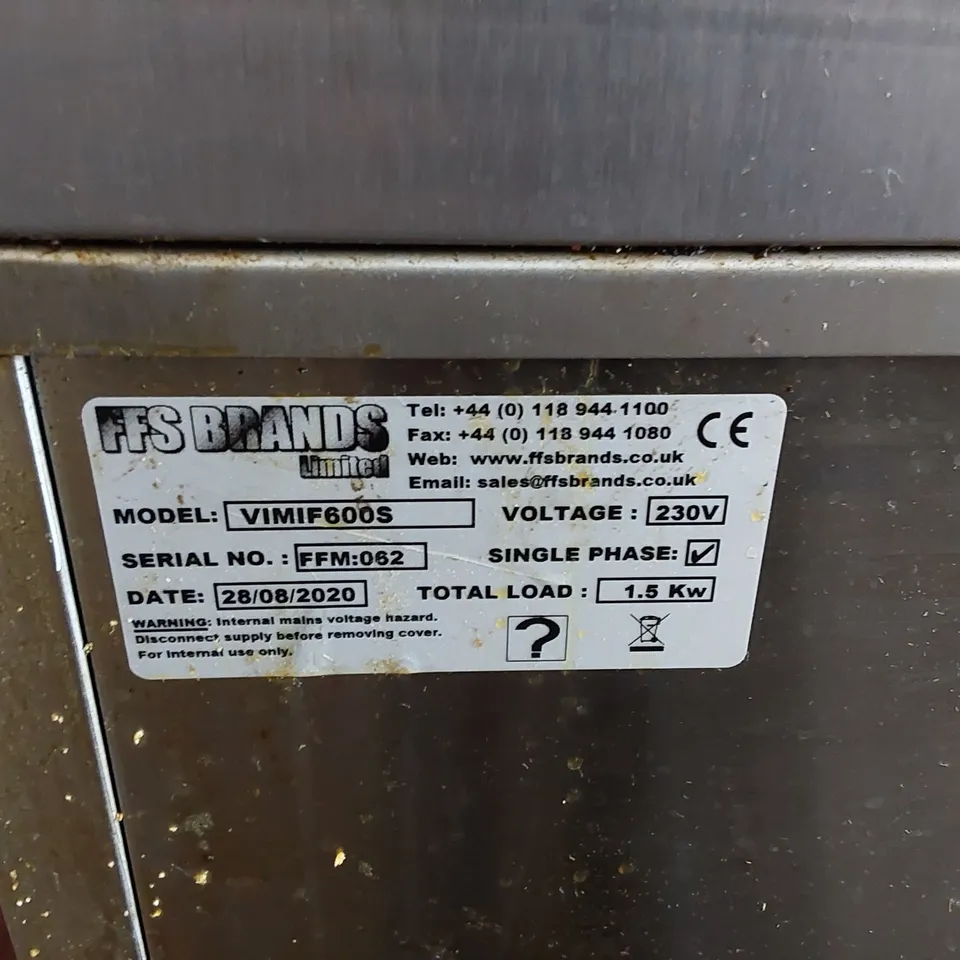 FFS BRANDS
Limited
Tel: +44 (0) 118 944 1100
Fax: +44 (0) 118 944 1080
Web: www.ffsbrands.co.uk
Email: sales@ffsbrands.co.uk
CE
MODEL: VIMIF600S
VOLTAGE : 230V
SERIAL NO. : FFM:062
SINGLE PHASE: ✓
DATE: 28/08/2020
TOTAL LOAD : 1.5 Kw
WARNING: Internal mains voltage hazard.
Disconnect supply before removing cover.
For Internal use only.
?